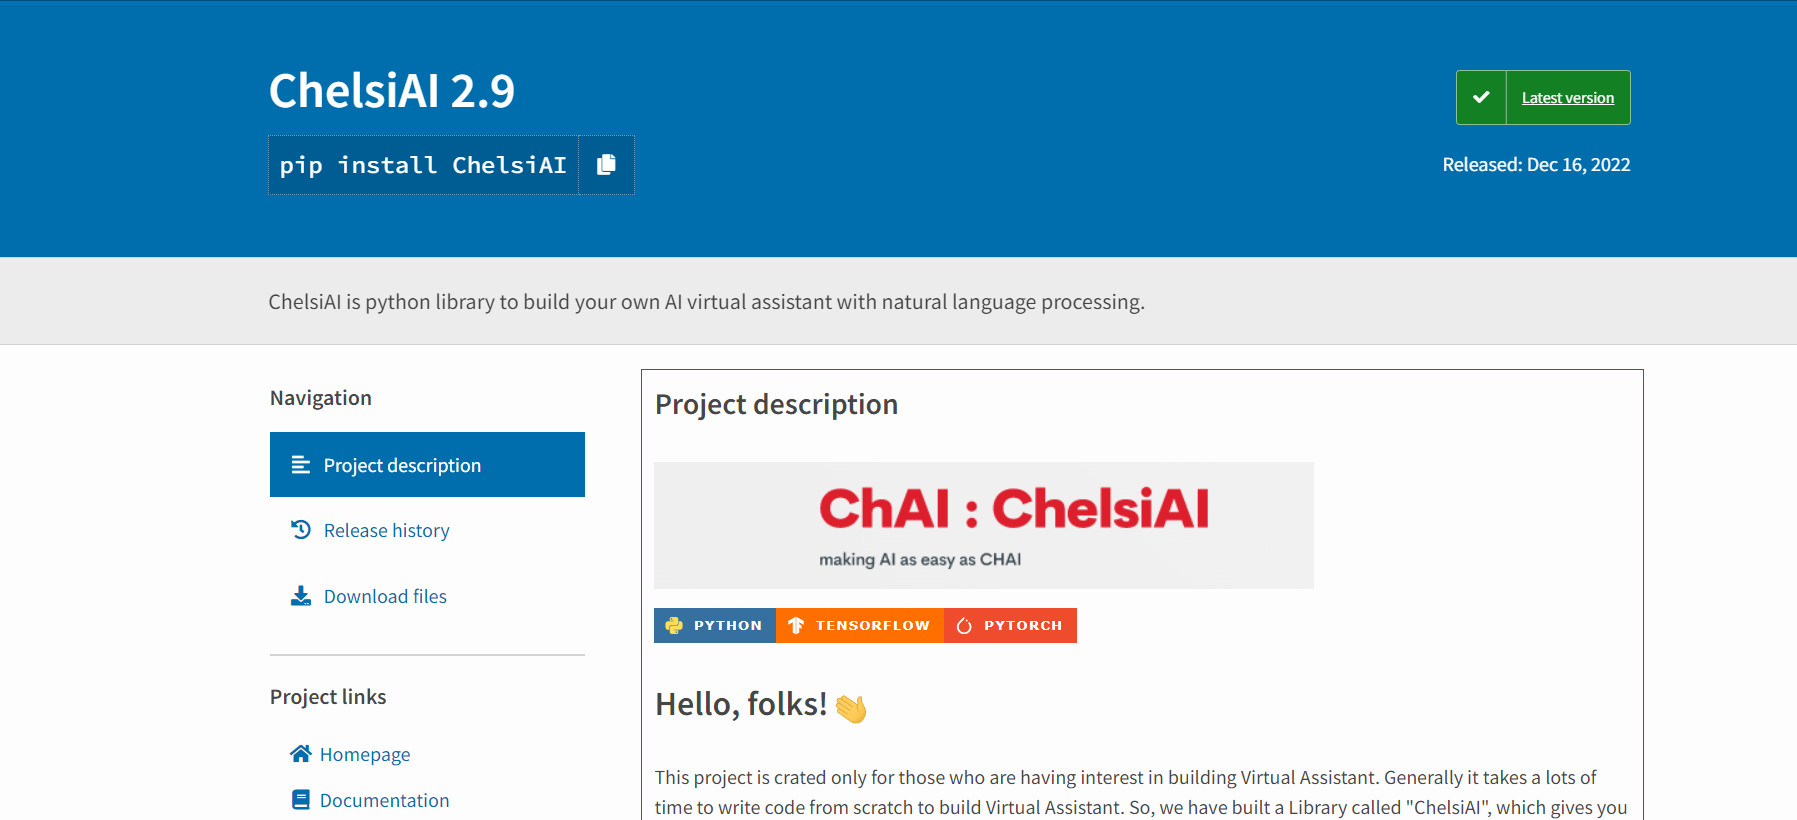 ChelsiAI 2.9
pip install ChelsiAI
Latest version
Released: Dec 16, 2022
ChelsiAI is python library to build your own AI virtual assistant with natural language processing.
Navigation
Project description
Release history
Download files
Project links
Homepage
Documentation
Project description
ChAI : ChelsiAI
making AI as easy as CHAI
PYTHON TENSORFLOW PYTORCH
Hello, folks! 👋
This project is crated only for those who are having interest in building Virtual Assistant. Generally it takes a lots of
time to write code from scratch to build Virtual Assistant. So, we have built a Library called "ChelsiAI", which gives you